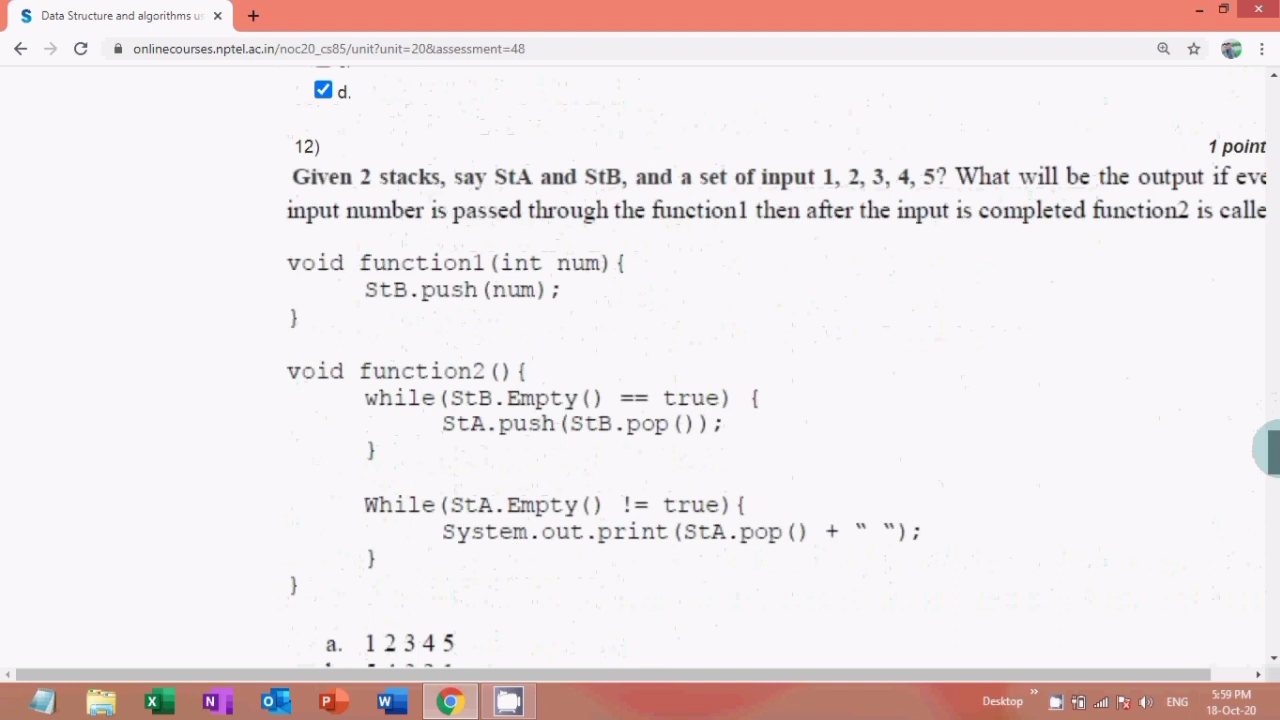 Data Structure and algorithms us
onlinecourses.nptel.ac.in/noc20_cs85/unit?unit=20&assessment=48
d.
12)
1 point
Given 2 stacks, say StA and StB, and a set of input 1, 2, 3, 4, 5? What will be the output if eve
input number is passed through the function1 then after the input is completed function2 is calle
void function1(int num){
StB.push(num);
}
void function2(){
while(StB.Empty() == true) {
StA.push(StB.pop());
}
While(StA.Empty() != true){
System.out.print(StA.pop() + “ “);
}
}
a. 1 2 3 4 5
Desktop
ENG
5:59 PM
18-Oct-20